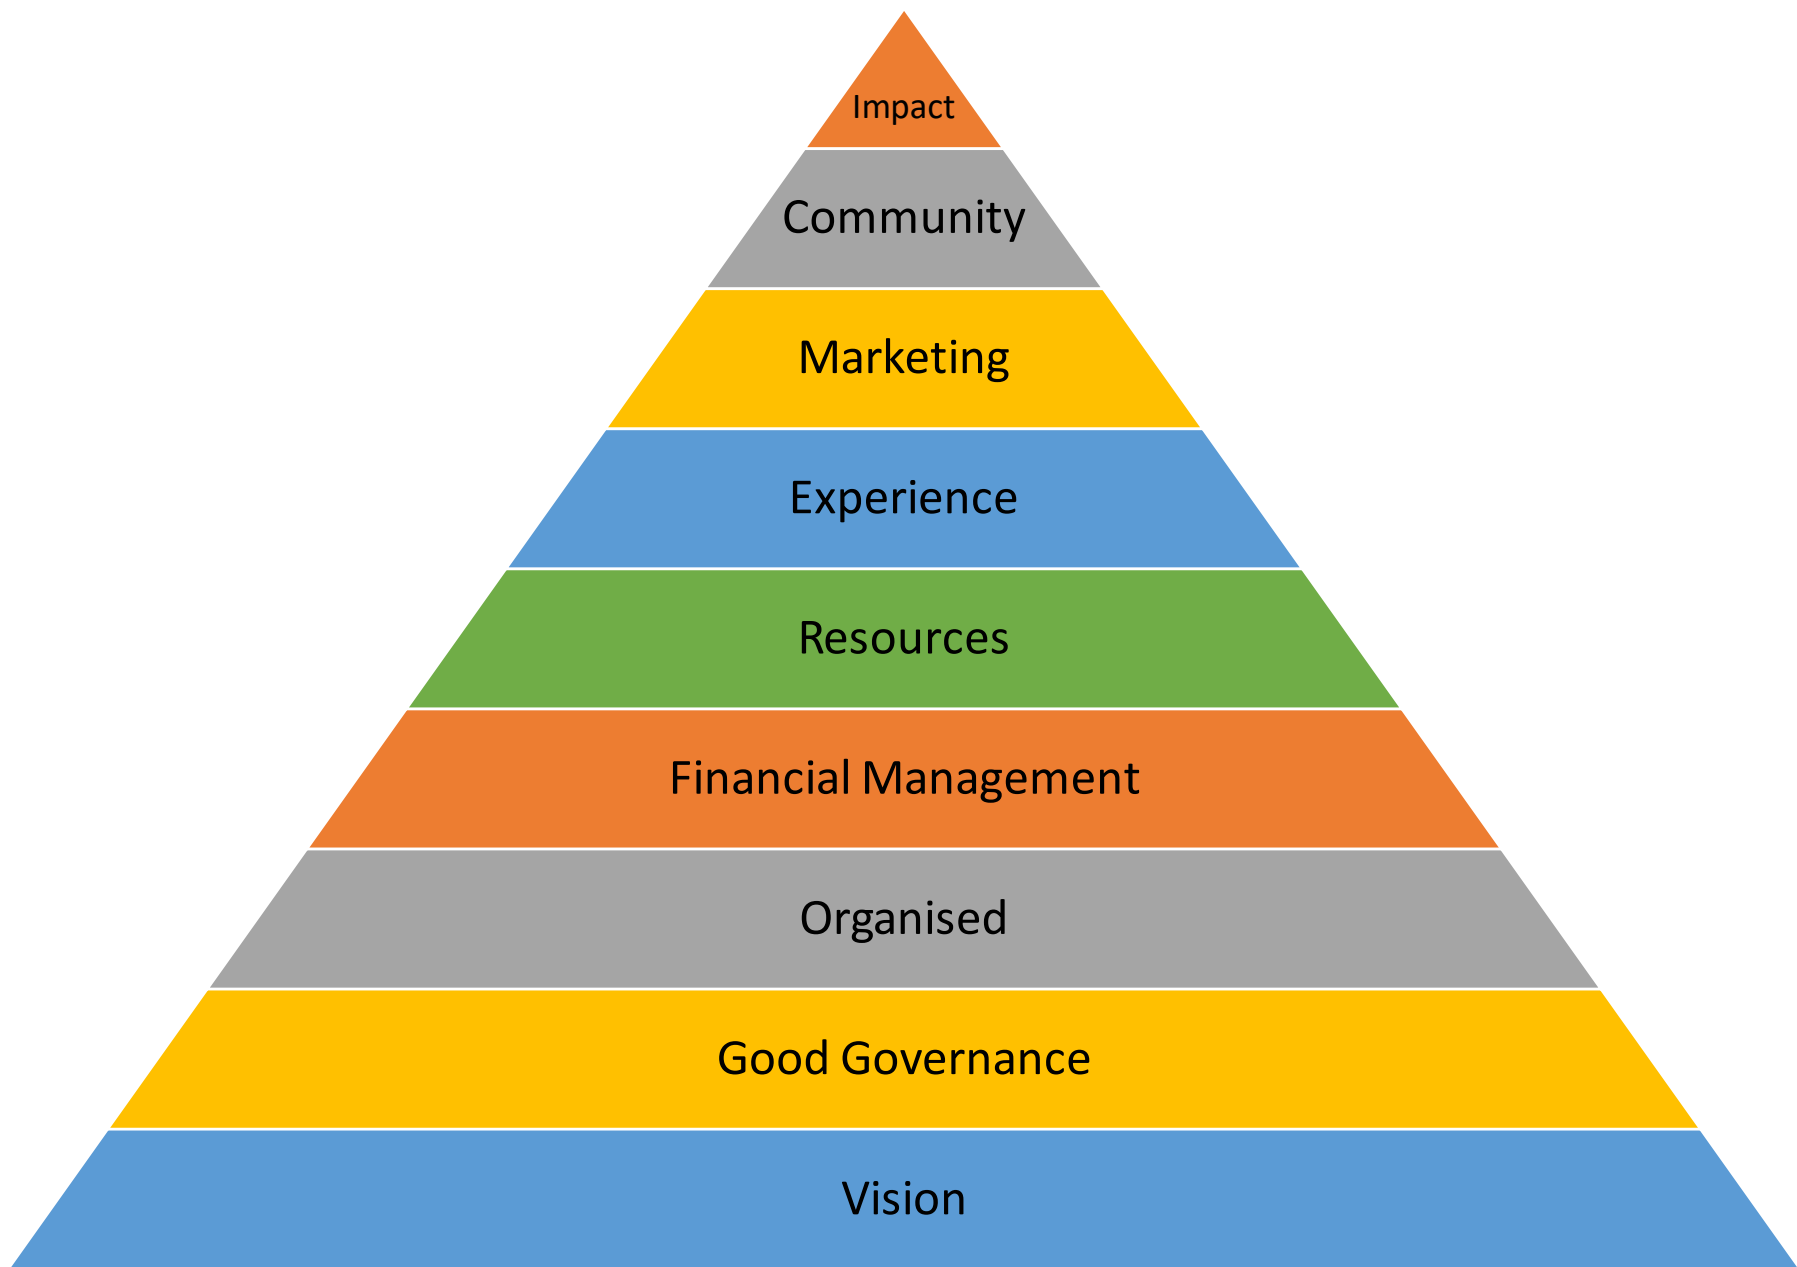 Impact
Community
Marketing
Experience
Resources
Financial Management
Organised
Good Governance
Vision